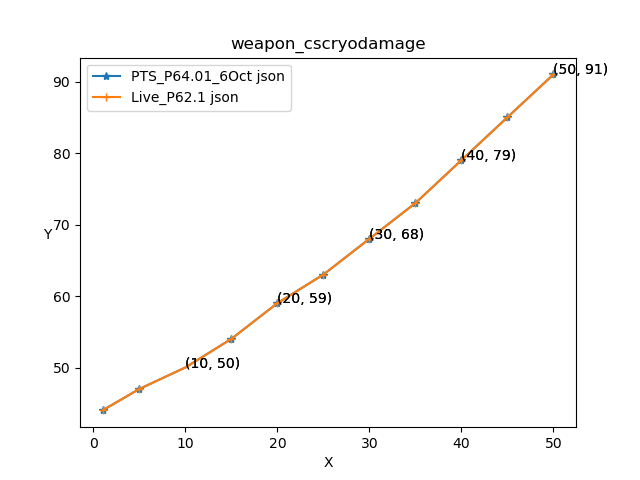 weapon_cscryodamage
PTS_P64.01_6Oct json
Live_P62.1 json
(50, 91)
(40, 79)
(30, 68)
(20, 59)
(10, 50)
Y
90
80
70
60
50
0 10 20 30 40 50
X